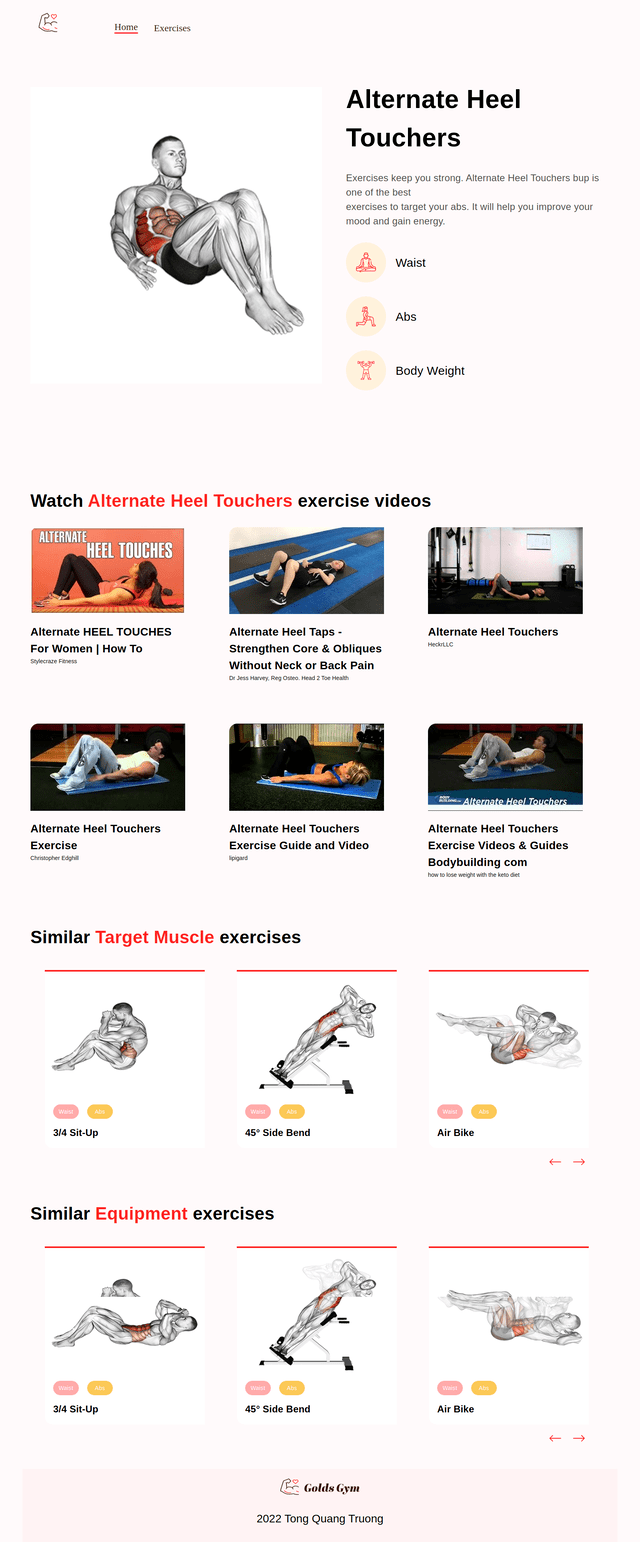 Home
Exercises
Alternate Heel
Touchers
Exercises keep you strong. Alternate Heel Touchers bup is
one of the best
exercises to target your abs. It will help you improve your
mood and gain energy.
Waist
Abs
Body Weight
Watch Alternate Heel Touchers exercise videos
ALTERNATE
HEEL TOUCHES
Alternate HEEL TOUCHES
For Women | How To
Stylecraze Fitness
Alternate Heel Taps -
Strengthen Core & Obliques
Without Neck or Back Pain
Dr Jess Harvey, Reg Osteo. Head 2 Toe Health
Alternate Heel Touchers
HeckrLLC
Alternate Heel Touchers
Exercise
Christopher Edghill
Alternate Heel Touchers
Exercise Guide and Video
lipigard
Alternate Heel Touchers
Alternate Heel Touchers
Exercise Videos & Guides
Bodybuilding com
how to lose weight with the keto diet
Similar Target Muscle exercises
Waist
Abs
3/4 Sit-Up
Waist
Abs
45° Side Bend
Waist
Abs
Air Bike
Similar Equipment exercises
Waist
Abs
3/4 Sit-Up
Waist
Abs
45° Side Bend
Waist
Abs
Air Bike
Golds Gym
2022 Tong Quang Truong